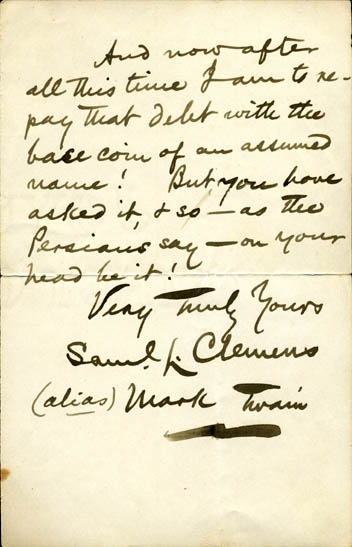 And now after
all this time I am to re-
pay that debt with the
base coin of an assumed
name! But, you have
asked it, & so — as the
Persians, say — on your
head be it!
Very Truly Yours
Saml. L. Clemens
(alias) Mark Twain